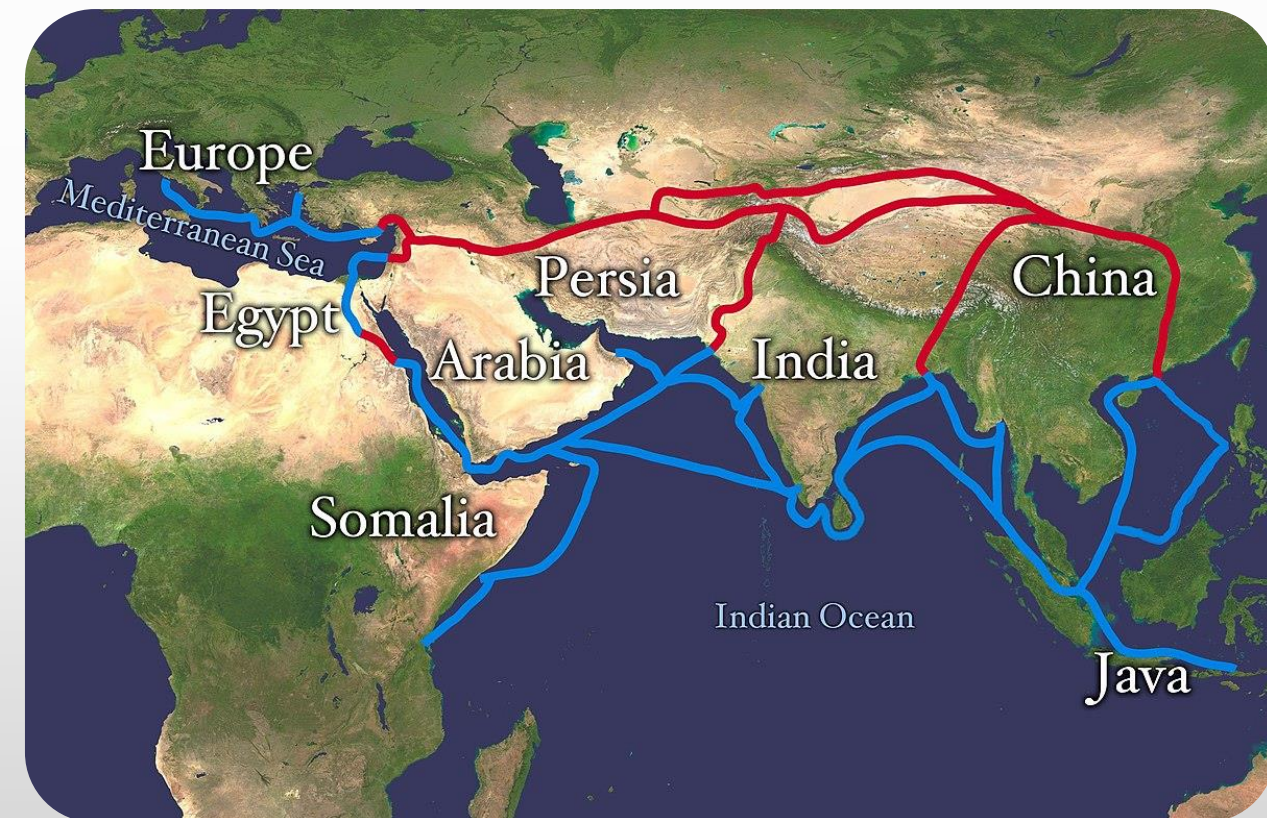 Europe
Mediterranean Sea
Persia
China
Egypt
Arabia
India
Somalia
Indian Ocean
Java